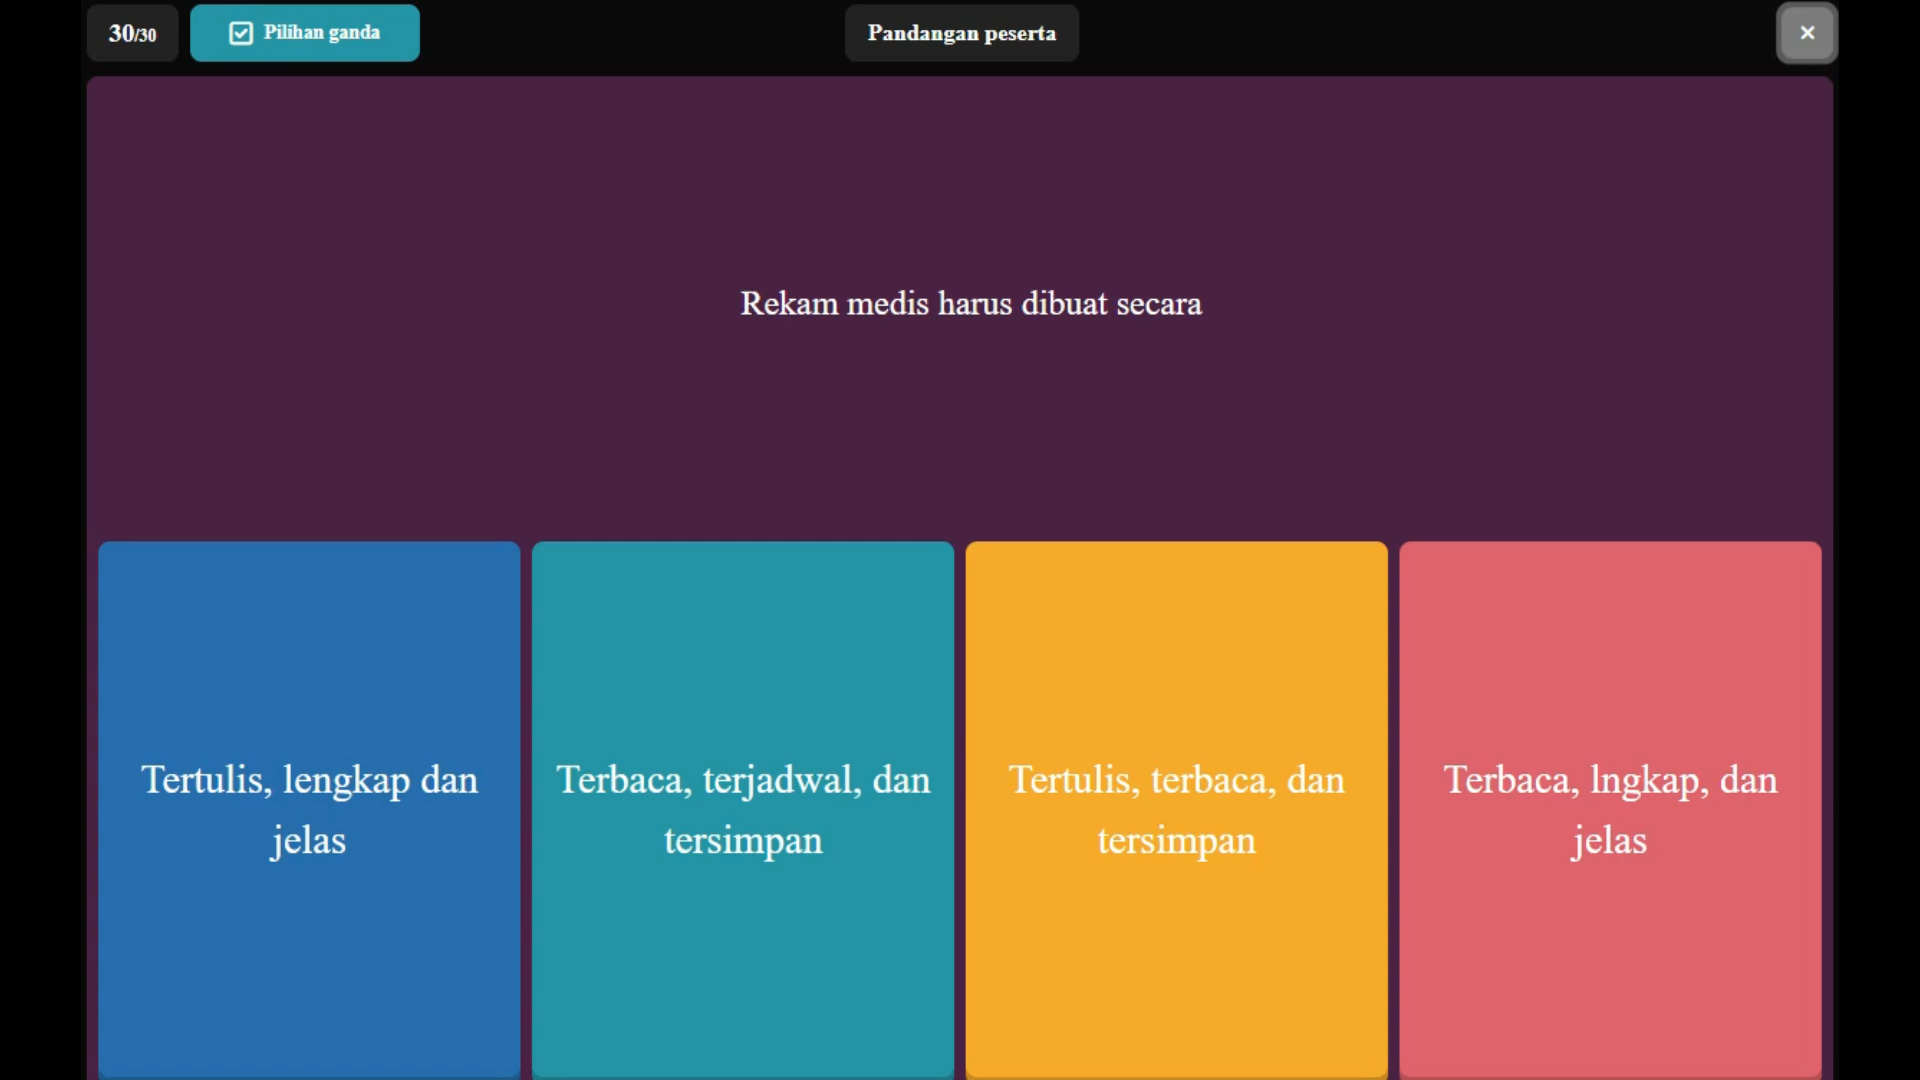 30/30
Pilihan ganda
Pandangan peserta
Rekam medis harus dibuat secara
Tertulis, lengkap dan
jelas
Terbaca, terjadwal, dan
tersimpan
Tertulis, terbaca, dan
tersimpan
Terbaca, lngkap, dan
jelas